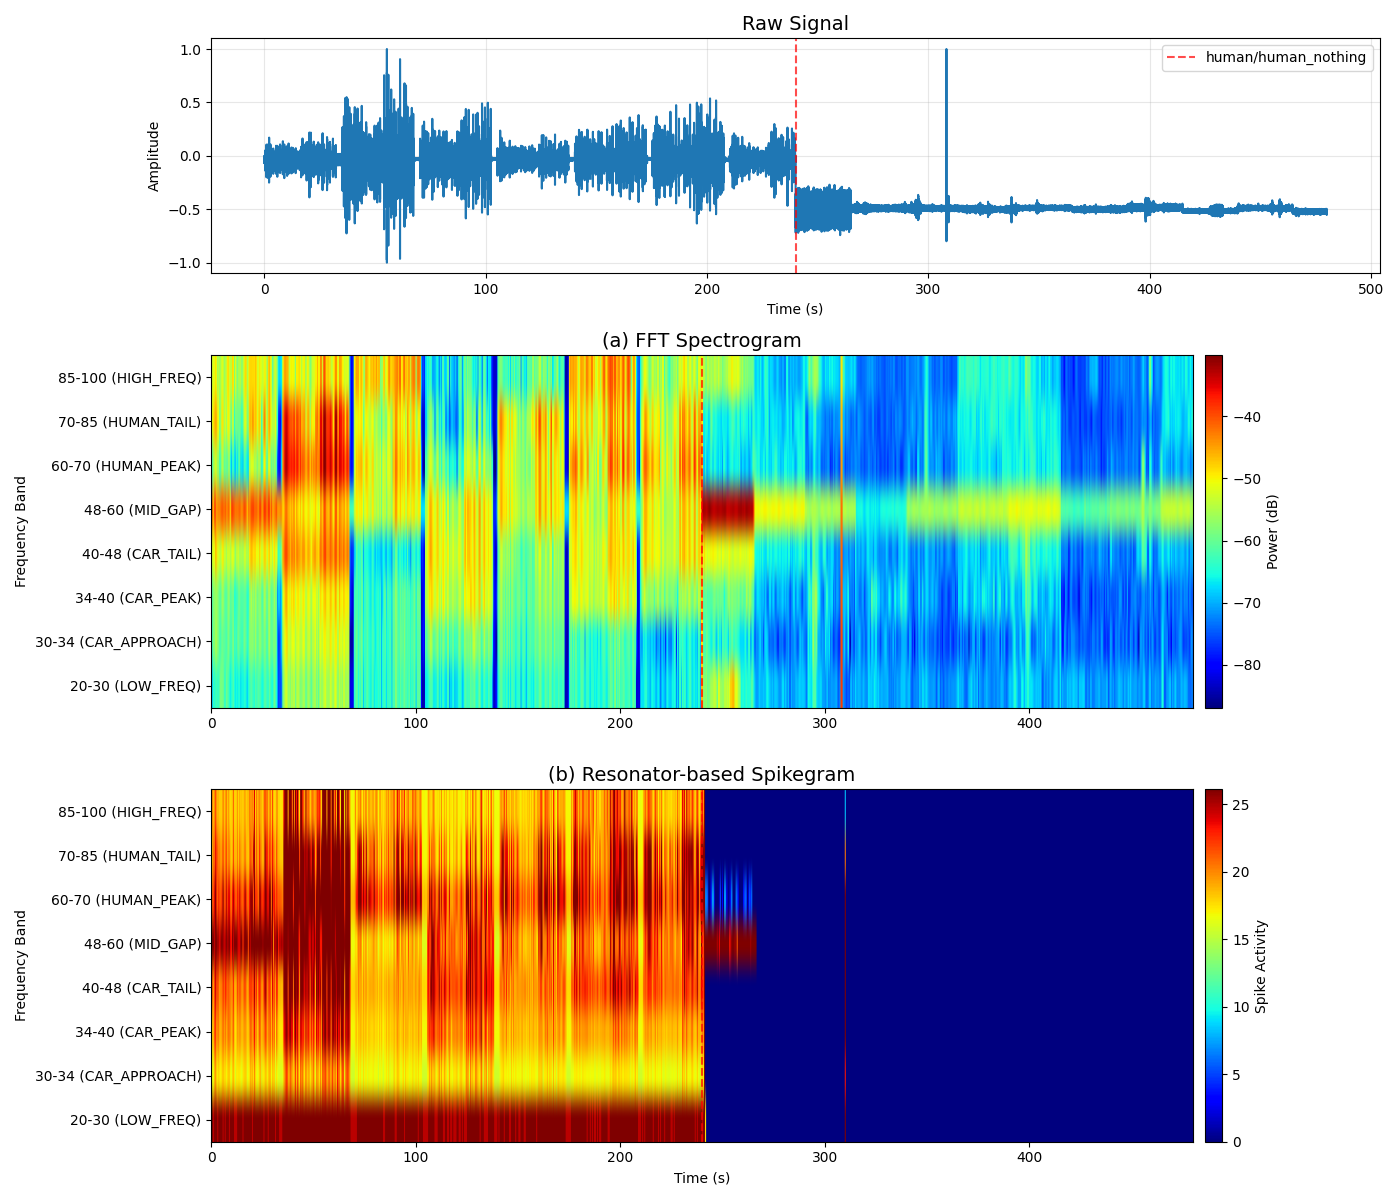 Raw Signal
human/human_nothing
Amplitude
1.0
0.5
0.0
−0.5
−1.0
0 100 200 300 400 500
Time (s)
(a) FFT Spectrogram
Frequency Band
85-100 (HIGH_FREQ)
70-85 (HUMAN_TAIL)
60-70 (HUMAN_PEAK)
48-60 (MID_GAP)
40-48 (CAR_TAIL)
34-40 (CAR_PEAK)
30-34 (CAR_APPROACH)
20-30 (LOW_FREQ)
0 100 200 300 400
−40
−50
−60
−70
−80
Power (dB)
(b) Resonator-based Spikegram
Frequency Band
85-100 (HIGH_FREQ)
70-85 (HUMAN_TAIL)
60-70 (HUMAN_PEAK)
48-60 (MID_GAP)
40-48 (CAR_TAIL)
34-40 (CAR_PEAK)
30-34 (CAR_APPROACH)
20-30 (LOW_FREQ)
0 100 200 300 400
Time (s)
25
20
15
10
5
0
Spike Activity